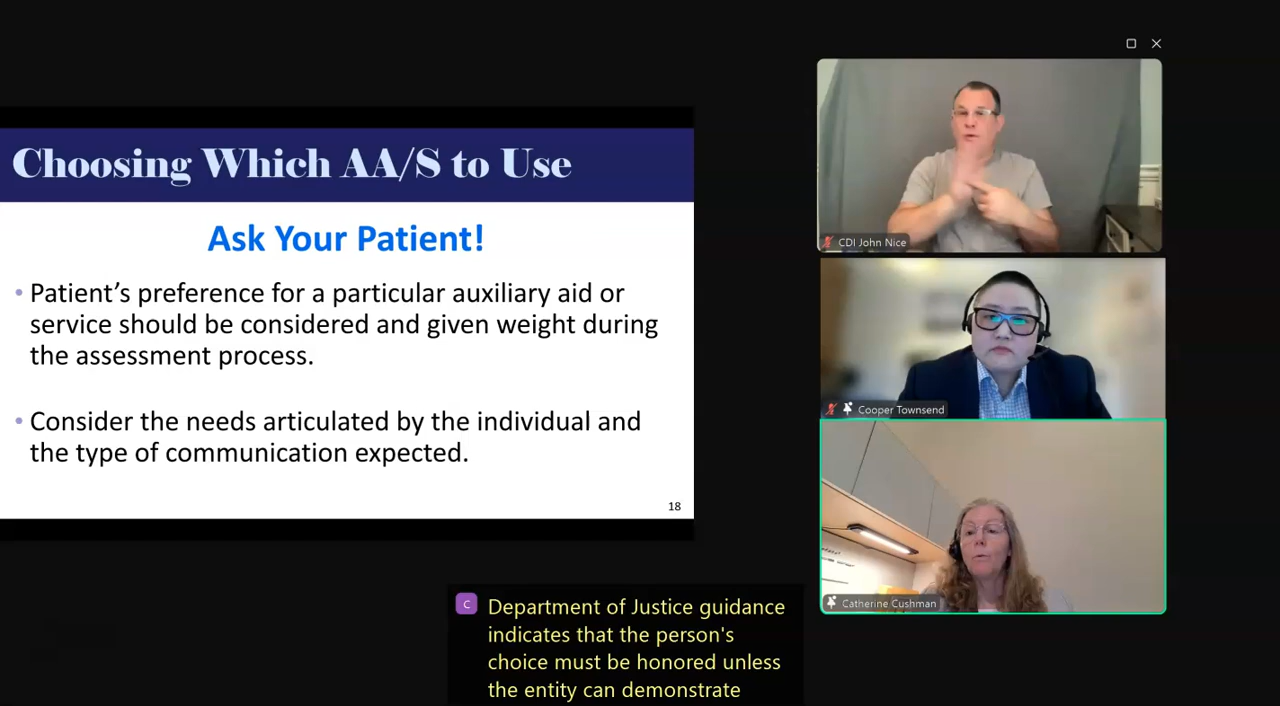 Choosing Which AA/S to Use
Ask Your Patient!
• Patient’s preference for a particular auxiliary aid or
service should be considered and given weight during
the assessment process.
• Consider the needs articulated by the individual and
the type of communication expected.
18
CDI John Nice
Cooper Townsend
Catherine Cushman
C
Department of Justice guidance
indicates that the person's
choice must be honored unless
the entity can demonstrate